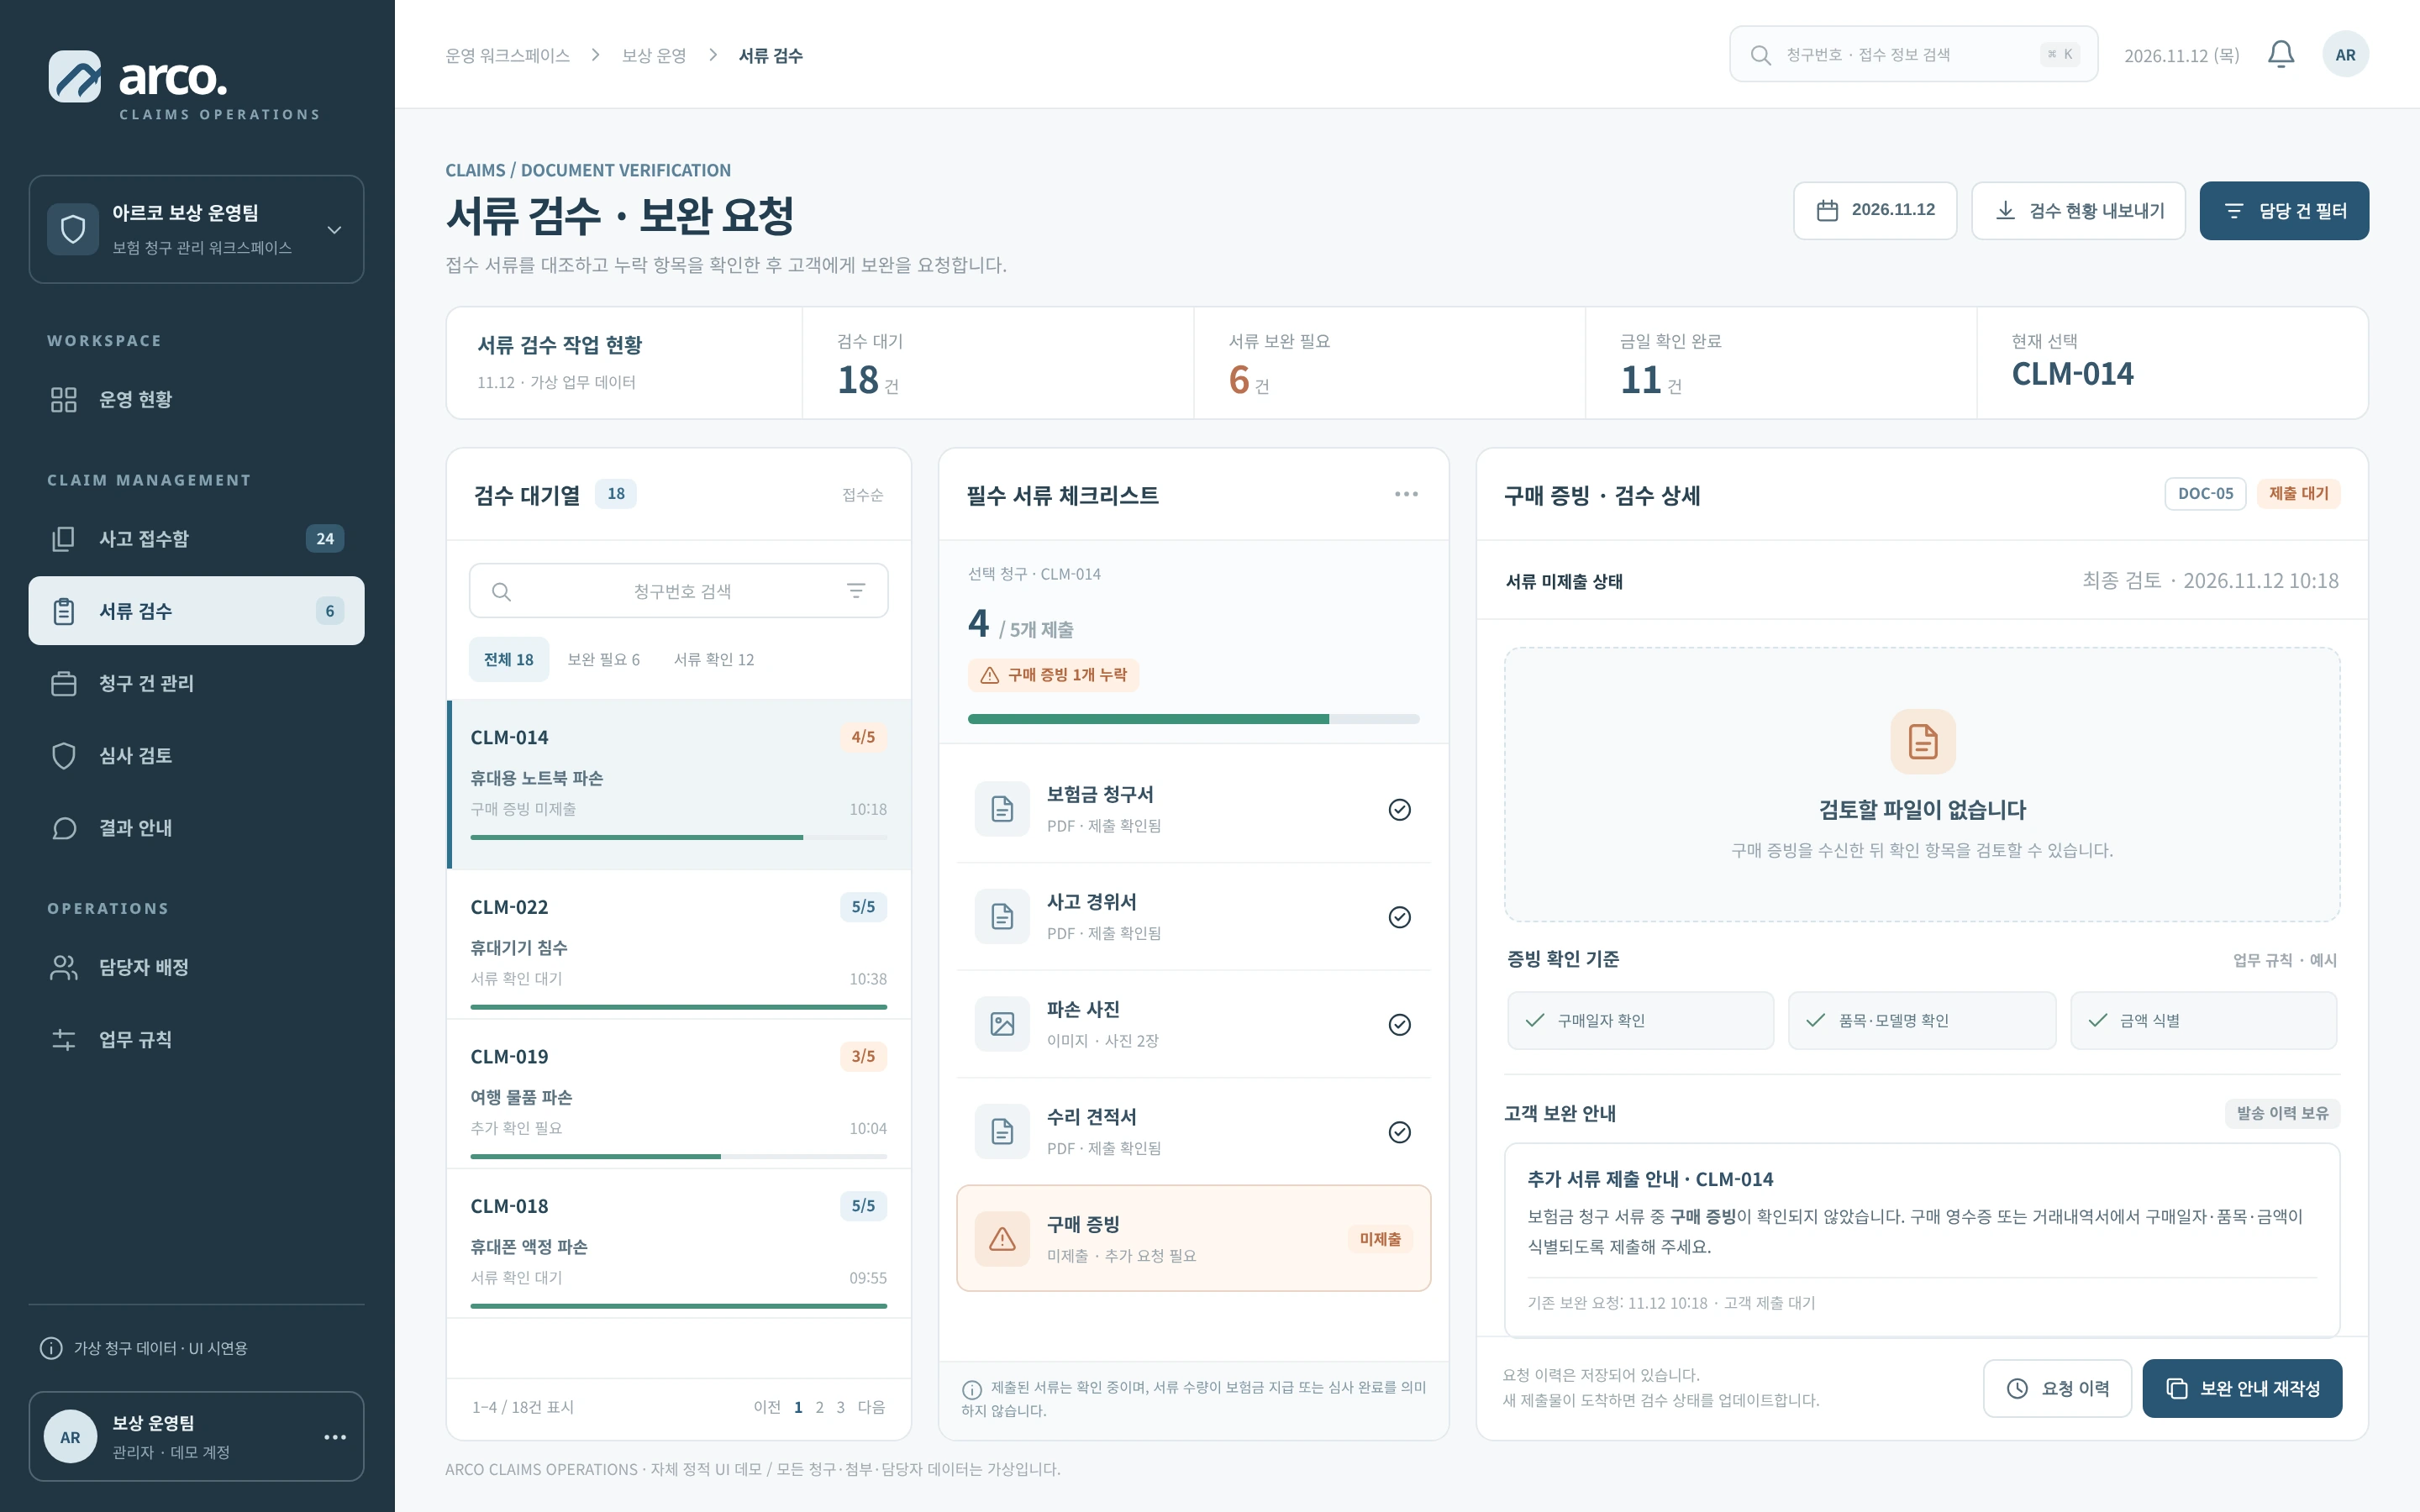 arco.
CLAIMS OPERATIONS
아르코 보상 운영팀
보험 청구 관리 워크스페이스
WORKSPACE
운영 현황
CLAIM MANAGEMENT
사고 접수함 24
서류 검수 6
청구 건 관리
심사 검토
결과 안내
OPERATIONS
담당자 배정
업무 규칙
가상 청구 데이터 · UI 시연용
AR
보상 운영팀
관리자 · 데모 계정
운영 워크스페이스 > 보상 운영 > 서류 검수
청구번호 · 접수 정보 검색 ⌘ K
2026.11.12 (목)
AR
CLAIMS / DOCUMENT VERIFICATION
서류 검수 · 보완 요청
접수 서류를 대조하고 누락 항목을 확인한 후 고객에게 보완을 요청합니다.
2026.11.12
검수 현황 내보내기
담당 건 필터
서류 검수 작업 현황
11.12 · 가상 업무 데이터
검수 대기
18 건
서류 보완 필요
6 건
금일 확인 완료
11 건
현재 선택
CLM-014
검수 대기열 18 접수순
청구번호 검색
전체 18 보완 필요 6 서류 확인 12
CLM-014 4/5
휴대용 노트북 파손
구매 증빙 미제출 10:18
CLM-022 5/5
휴대기기 침수
서류 확인 대기 10:38
CLM-019 3/5
여행 물품 파손
추가 확인 필요 10:04
CLM-018 5/5
휴대폰 액정 파손
서류 확인 대기 09:55
1–4 / 18건 표시 이전 1 2 3 다음
필수 서류 체크리스트
선택 청구 · CLM-014
4 / 5개 제출
구매 증빙 1개 누락
보험금 청구서
PDF · 제출 확인됨
사고 경위서
PDF · 제출 확인됨
파손 사진
이미지 · 사진 2장
수리 견적서
PDF · 제출 확인됨
구매 증빙
미제출 · 추가 요청 필요
미제출
제출된 서류는 확인 중이며, 서류 수량이 보험금 지급 또는 심사 완료를 의미
하지 않습니다.
구매 증빙 · 검수 상세 DOC-05 제출 대기
서류 미제출 상태 최종 검토 · 2026.11.12 10:18
검토할 파일이 없습니다
구매 증빙을 수신한 뒤 확인 항목을 검토할 수 있습니다.
증빙 확인 기준 업무 규칙 · 예시
구매일자 확인
품목·모델명 확인
금액 식별
고객 보완 안내 발송 이력 보유
추가 서류 제출 안내 · CLM-014
보험금 청구 서류 중 구매 증빙이 확인되지 않았습니다. 구매 영수증 또는 거래내역서에서 구매일자·품목·금액이
식별되도록 제출해 주세요.
기존 보완 요청: 11.12 10:18 · 고객 제출 대기
요청 이력은 저장되어 있습니다.
새 제출물이 도착하면 검수 상태를 업데이트합니다.
요청 이력
보완 안내 재작성
ARCO CLAIMS OPERATIONS · 자체 정적 UI 데모 / 모든 청구·첨부·담당자 데이터는 가상입니다.